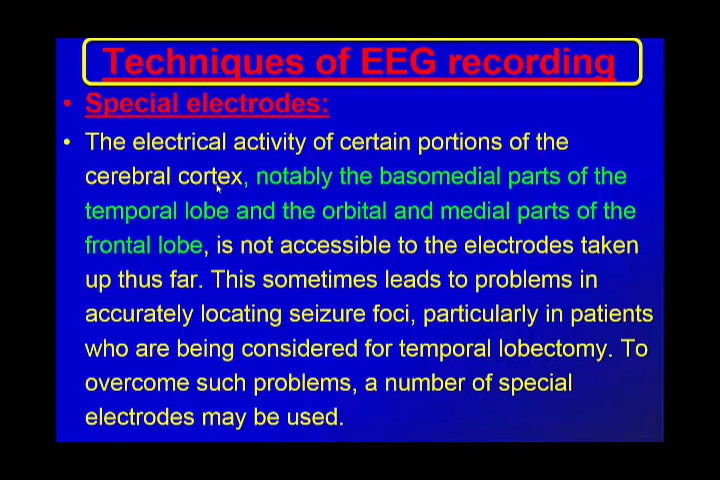 Techniques of EEG recording
• Special electrodes:
• The electrical activity of certain portions of the
cerebral cortex, notably the basomedial parts of the
temporal lobe and the orbital and medial parts of the
frontal lobe, is not accessible to the electrodes taken
up thus far. This sometimes leads to problems in
accurately locating seizure foci, particularly in patients
who are being considered for temporal lobectomy. To
overcome such problems, a number of special
electrodes may be used.